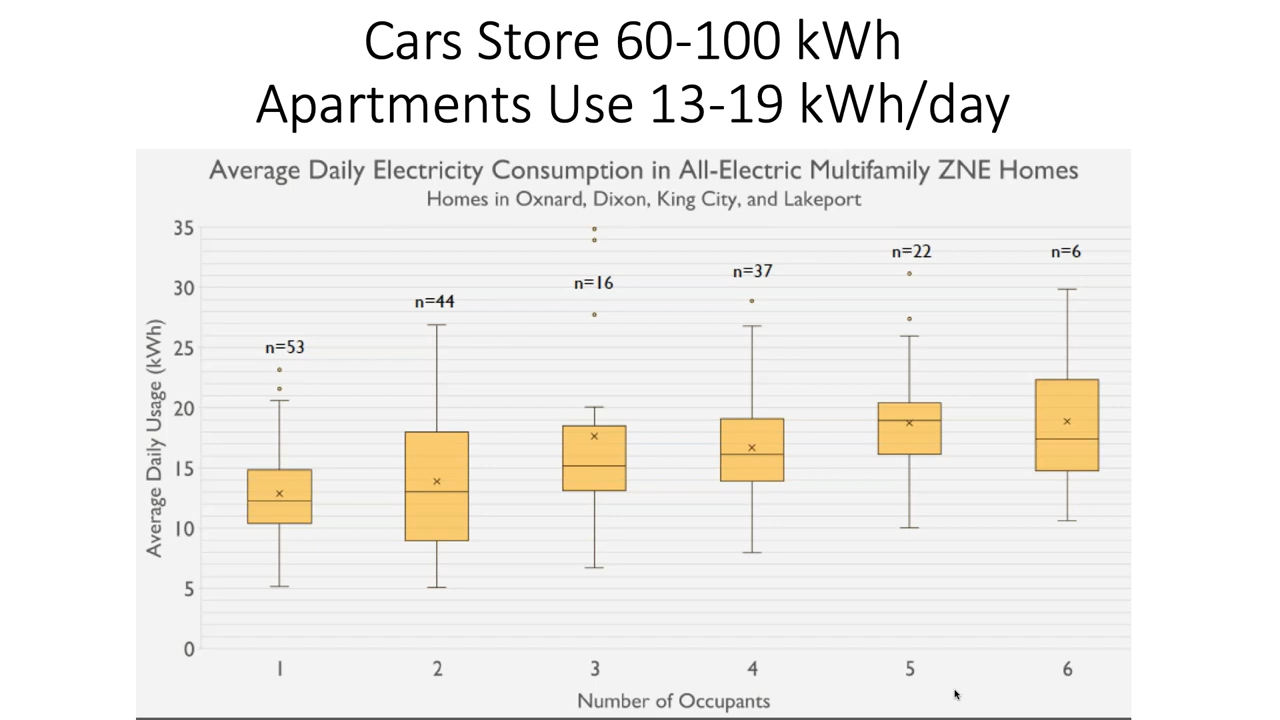 Cars Store 60-100 kWh
Apartments Use 13-19 kWh/day
Average Daily Electricity Consumption in All-Electric Multifamily ZNE Homes
Homes in Oxnard, Dixon, King City, and Lakeport
Average Daily Usage (kWh)
35
30
25
20
15
10
5
0
n=53
n=44
n=16
n=37
n=22
n=6
1
2
3
4
5
6
Number of Occupants